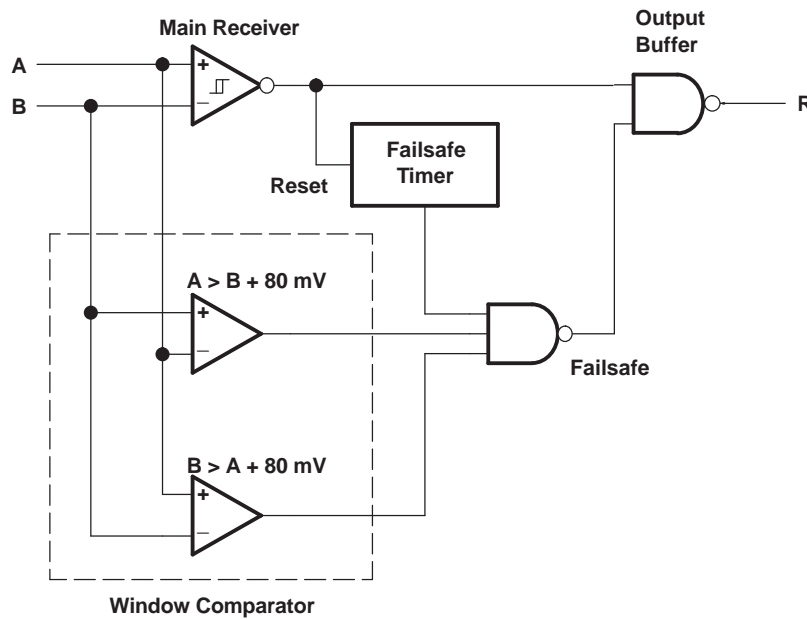 Main Receiver
Output
Buffer
A
+
B
_
R
Failsafe
Timer
Reset
A > B + 80 mV
+
_
Failsafe
B > A + 80 mV
+
_
Window Comparator